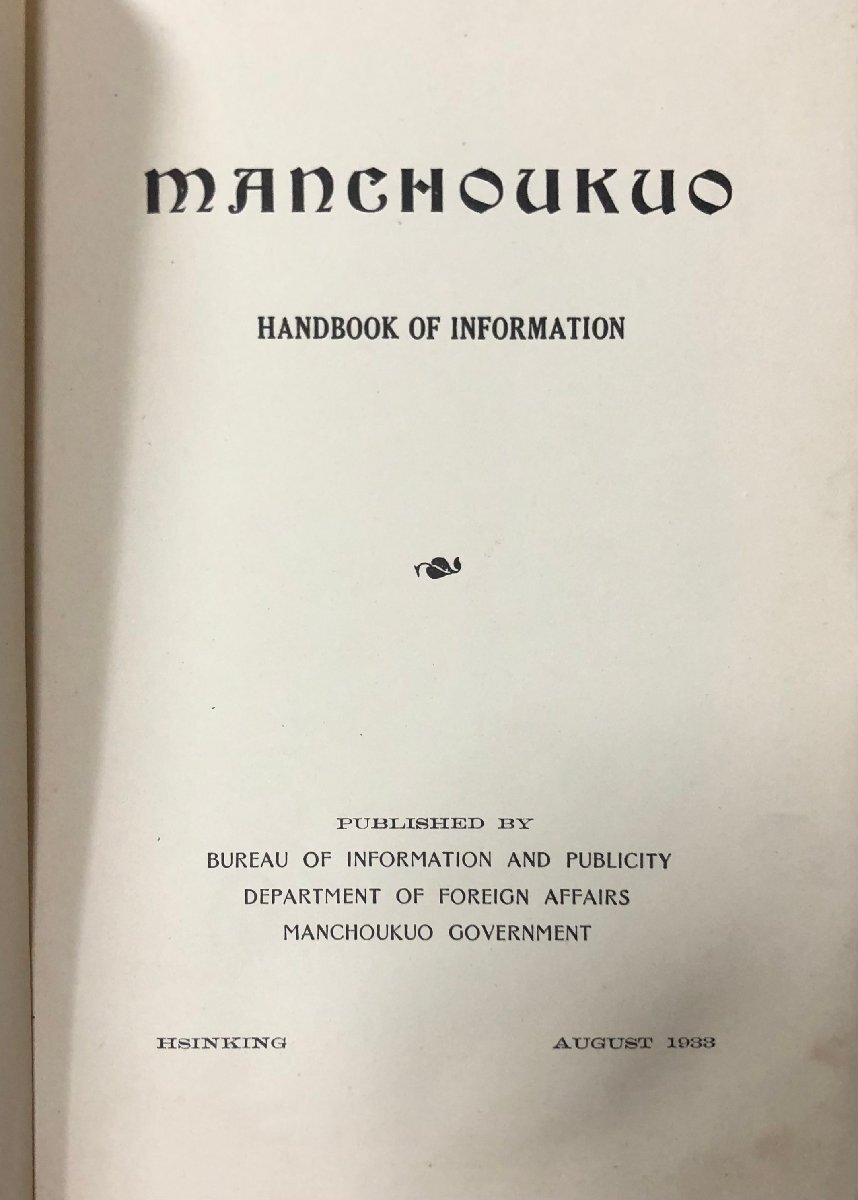 MANCHOUKUO
HANDBOOK OF INFORMATION
PUBLISHED BY
BUREAU OF INFORMATION AND PUBLICITY
DEPARTMENT OF FOREIGN AFFAIRS
MANCHOUKUO GOVERNMENT
HSINKING AUGUST 1933